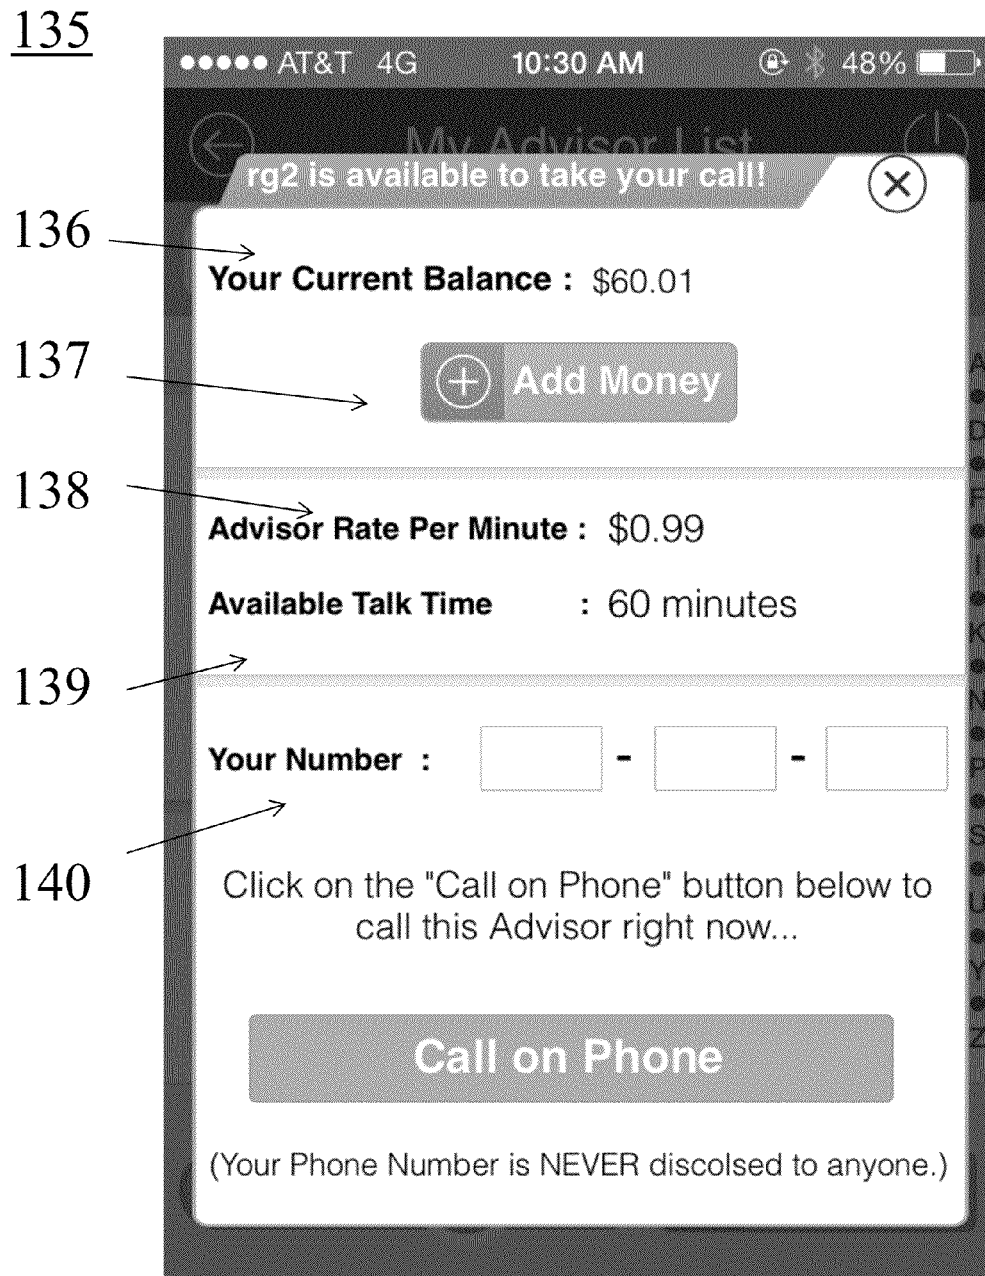 135
●●●●● AT&T 4G 10:30 AM 48%
My Advisor List
rg2 is available to take your call!
136
Your Current Balance : $60.01
137
Add Money
138
Advisor Rate Per Minute : $0.99
Available Talk Time : 60 minutes
139
Your Number : - -
140
Click on the "Call on Phone" button below to
call this Advisor right now...
Call on Phone
(Your Phone Number is NEVER discolsed to anyone.)
A
D
F
I
K
N
P
S
U
Y
Z